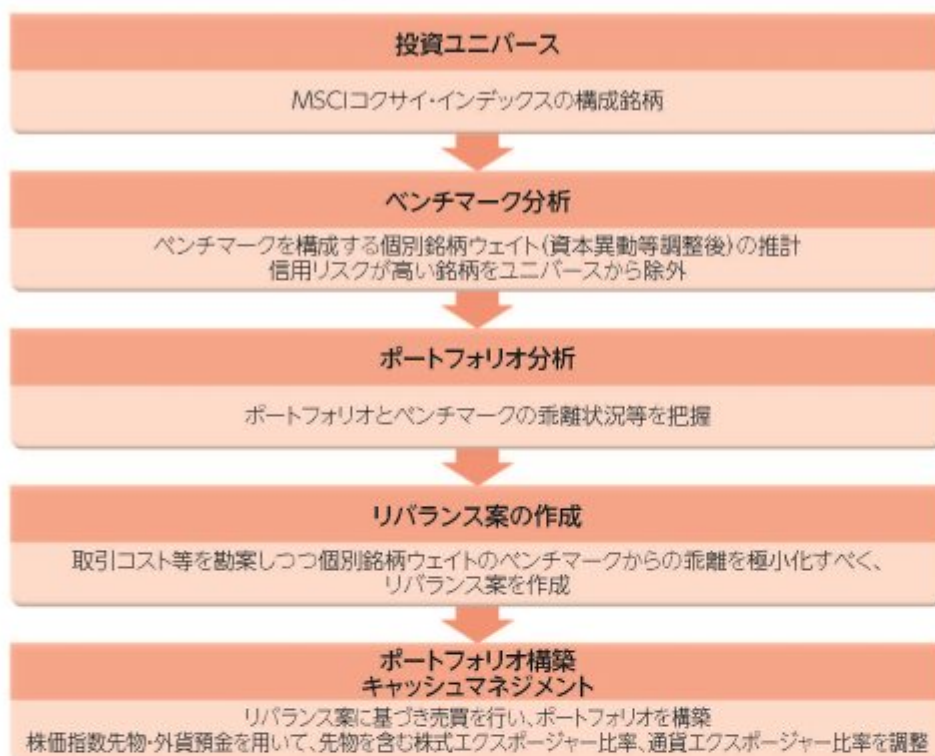 投資ユニバース
MSCIコクサイ・インデックスの構成銘柄
ベンチマーク分析
ベンチマークを構成する個別銘柄ウェイト(資本異動等調整後)の推計
信用リスクが高い銘柄をユニバースから除外
ポートフォリオ分析
ポートフォリオとベンチマークの乖離状況等を把握
リバランス案の作成
取引コスト等を勘案しつつ個別銘柄ウェイトのベンチマークからの乖離を極小化すべく、
リバランス案を作成
ポートフォリオ構築
キャッシュマネジメント
リバランス案に基づき売買を行い、ポートフォリオを構築
株価指数先物・外貨預金を用いて、先物を含む株式エクスポージャー比率、通貨エクスポージャー比率を調整